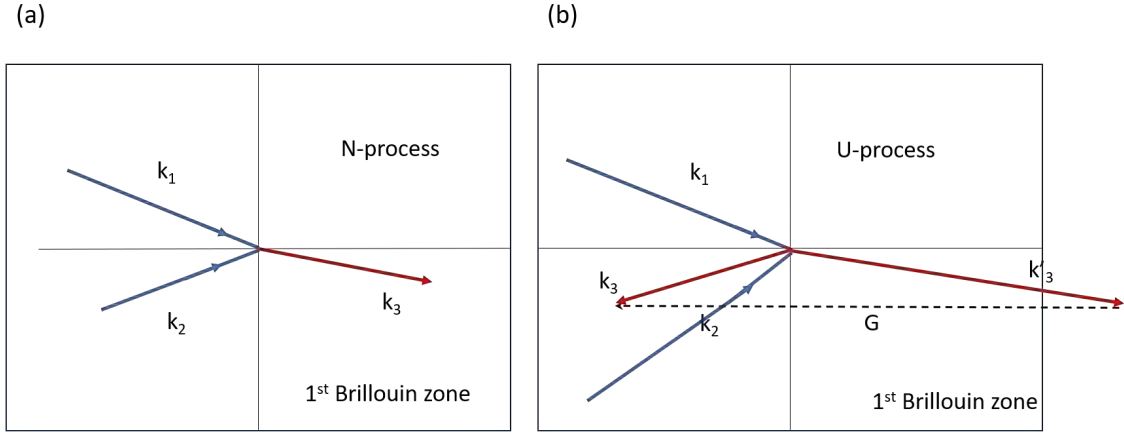 (a)
(b)
N-process
k₁
k₂
k₃
1ˢᵗ Brillouin zone
U-process
k₁
k'₃
k₃
k₂
G
1ˢᵗ Brillouin zone